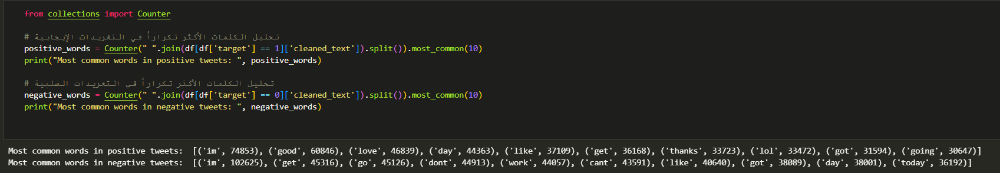 from collections import Counter
# تحليل الكلمات الأكثر تكراراً في التغريدات الإيجابية
positive_words = Counter(" ".join(df[df['target'] == 1]['cleaned_text']).split()).most_common(10)
print("Most common words in positive tweets: ", positive_words)
# تحليل الكلمات الأكثر تكراراً في التغريدات السلبية
negative_words = Counter(" ".join(df[df['target'] == 0]['cleaned_text']).split()).most_common(10)
print("Most common words in negative tweets: ", negative_words)
Most common words in positive tweets:  [('im', 74853), ('good', 60846), ('love', 46839), ('day', 44363), ('like', 37109), ('get', 36168), ('thanks', 33723), ('lol', 33472), ('got', 31594), ('going', 30647)]
Most common words in negative tweets:  [('im', 102625), ('get', 45316), ('go', 45126), ('dont', 44913), ('work', 44057), ('cant', 43591), ('like', 40640), ('got', 38089), ('day', 38001), ('today', 36192)]